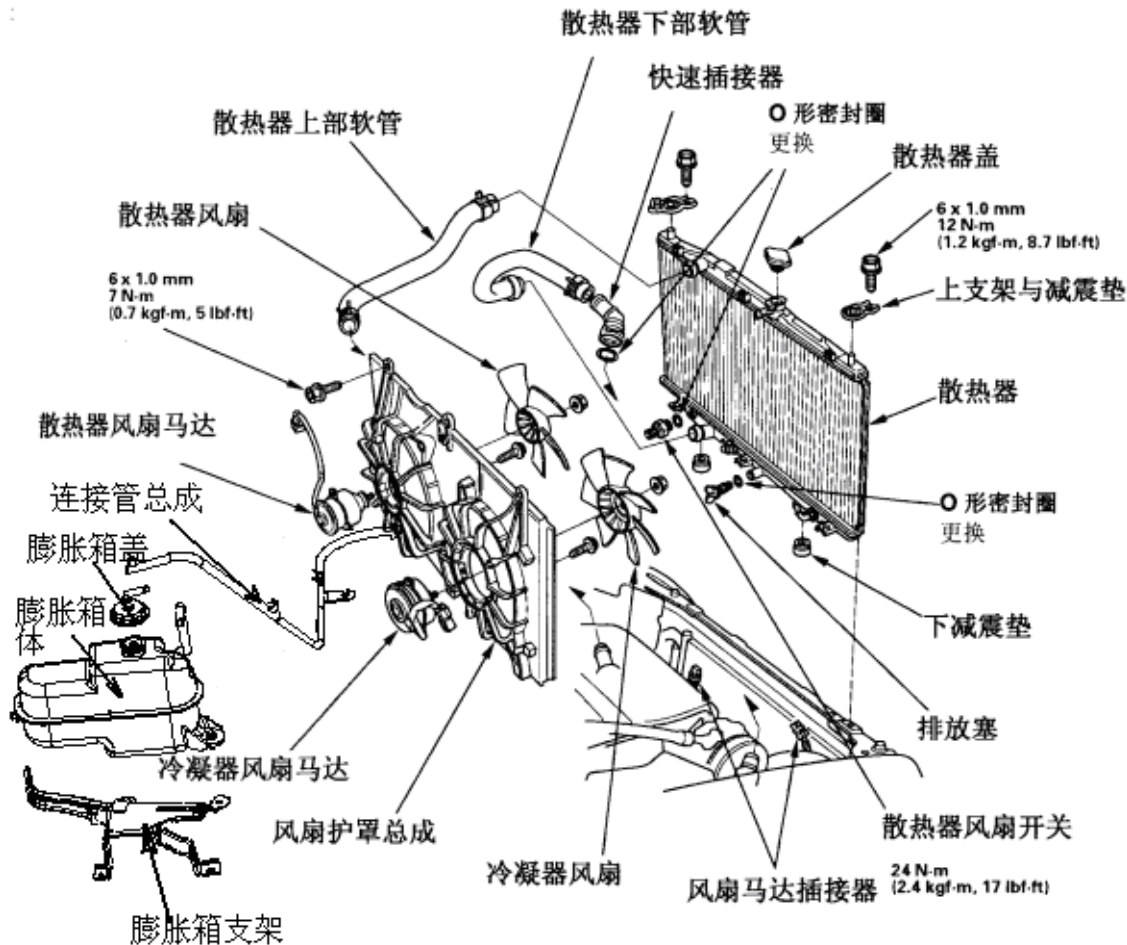 散热器下部软管
快速插接器
散热器上部软管
O 形密封圈
更换
散热器盖
散热器风扇
6 x 1.0 mm
12 N-m
(1.2 kgf-m, 8.7 lbf-ft)
6 x 1.0 mm
7 N-m
(0.7 kgf-m, 5 lbf-ft)
上支架与减震垫
散热器
散热器风扇马达
连接管总成
O 形密封圈
更换
膨胀箱盖
膨胀箱
体
下减震垫
排放塞
冷凝器风扇马达
风扇护罩总成
散热器风扇开关
24 N-m
(2.4 kgf-m, 17 lbf-ft)
冷凝器风扇
风扇马达插接器
膨胀箱支架